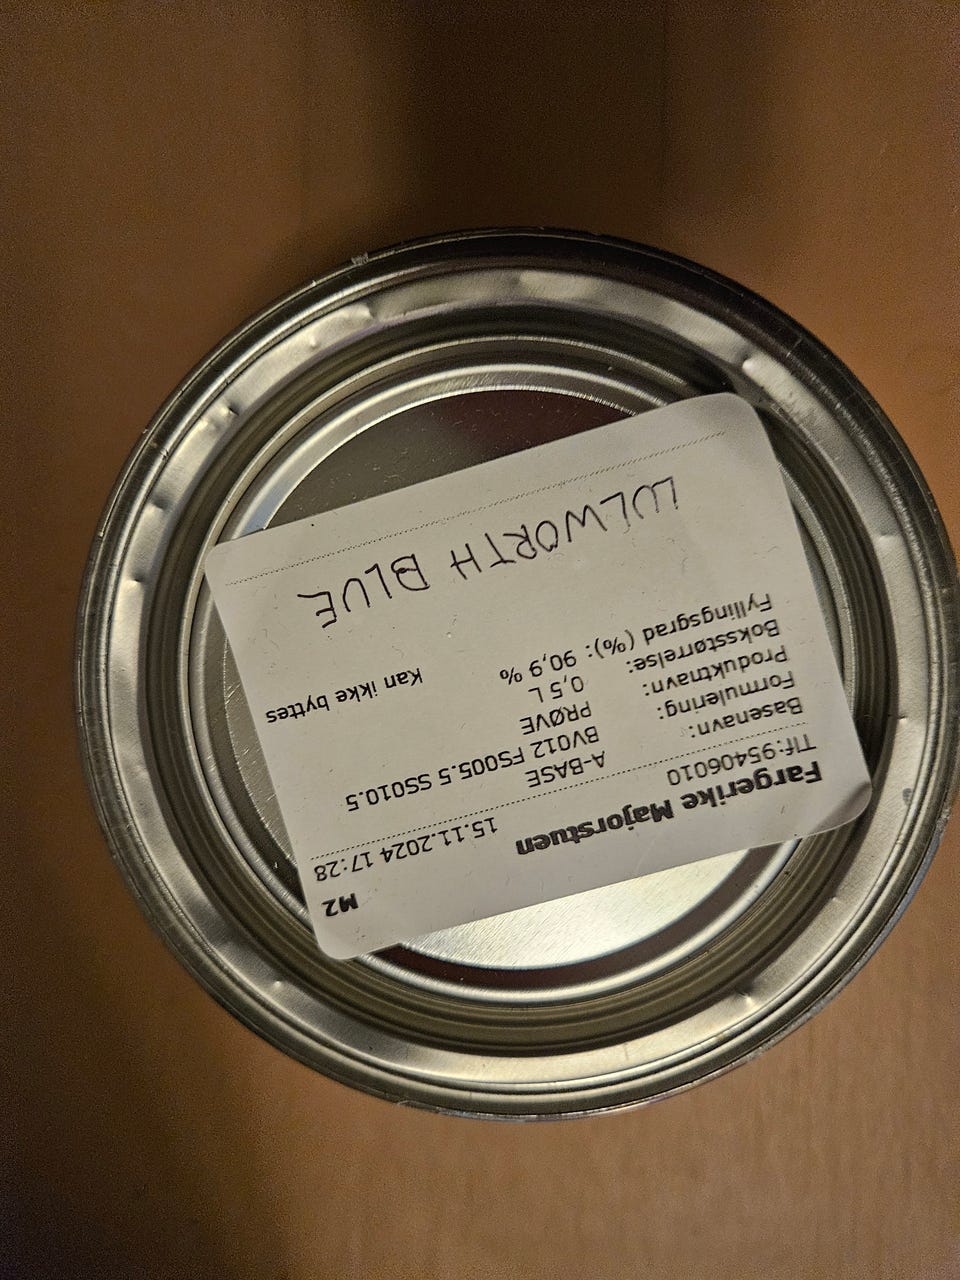 Fargerike Majorstuen M2
Tlf:95406010 15.11.2024 17:28
Basenavn: A-BASE
Formulering: BV012 FS005.5 SS010.5
Produktnavn: PRØVE
Boksstørrelse: 0,5 L
Fyllingsgrad (%): 90,9 % Kan ikke byttes
LULWORTH BLUE